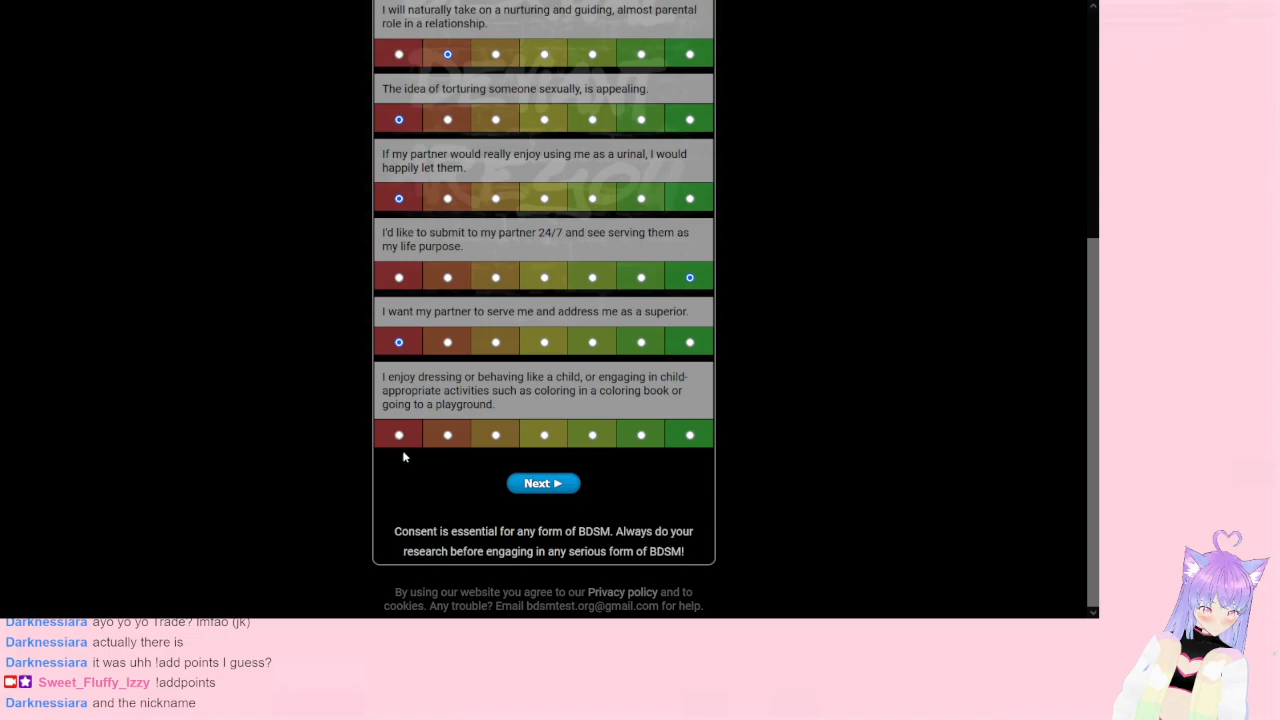 I will naturally take on a nurturing and guiding, almost parental
role in a relationship.
The idea of torturing someone sexually, is appealing.
If my partner would really enjoy using me as a urinal, I would
happily let them.
I'd like to submit to my partner 24/7 and see serving them as
my life purpose.
I want my partner to serve me and address me as a superior.
I enjoy dressing or behaving like a child, or engaging in child-
appropriate activities such as coloring in a coloring book or
going to a playground.
Next
Consent is essential for any form of BDSM. Always do your
research before engaging in any serious form of BDSM!
By using our website you agree to our Privacy policy and to
cookies. Any trouble? Email bdsmtest.org@gmail.com for help.
Darknessiara ayo yo yo Trade? lmfao (jk)
Darknessiara actually there is
Darknessiara it was uhh !add points I guess?
Sweet_Fluffy_Izzy !addpoints
Darknessiara and the nickname